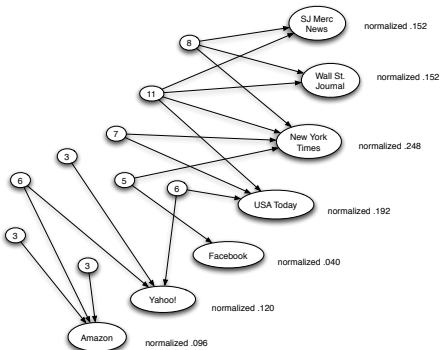 SJ Merc
News
normalized .152
8
Wall St.
Journal
normalized .152
11
New York
Times
normalized .248
7
3
5
6
6
USA Today
normalized .192
3
Facebook
normalized .040
3
Yahoo!
normalized .120
Amazon
normalized .096